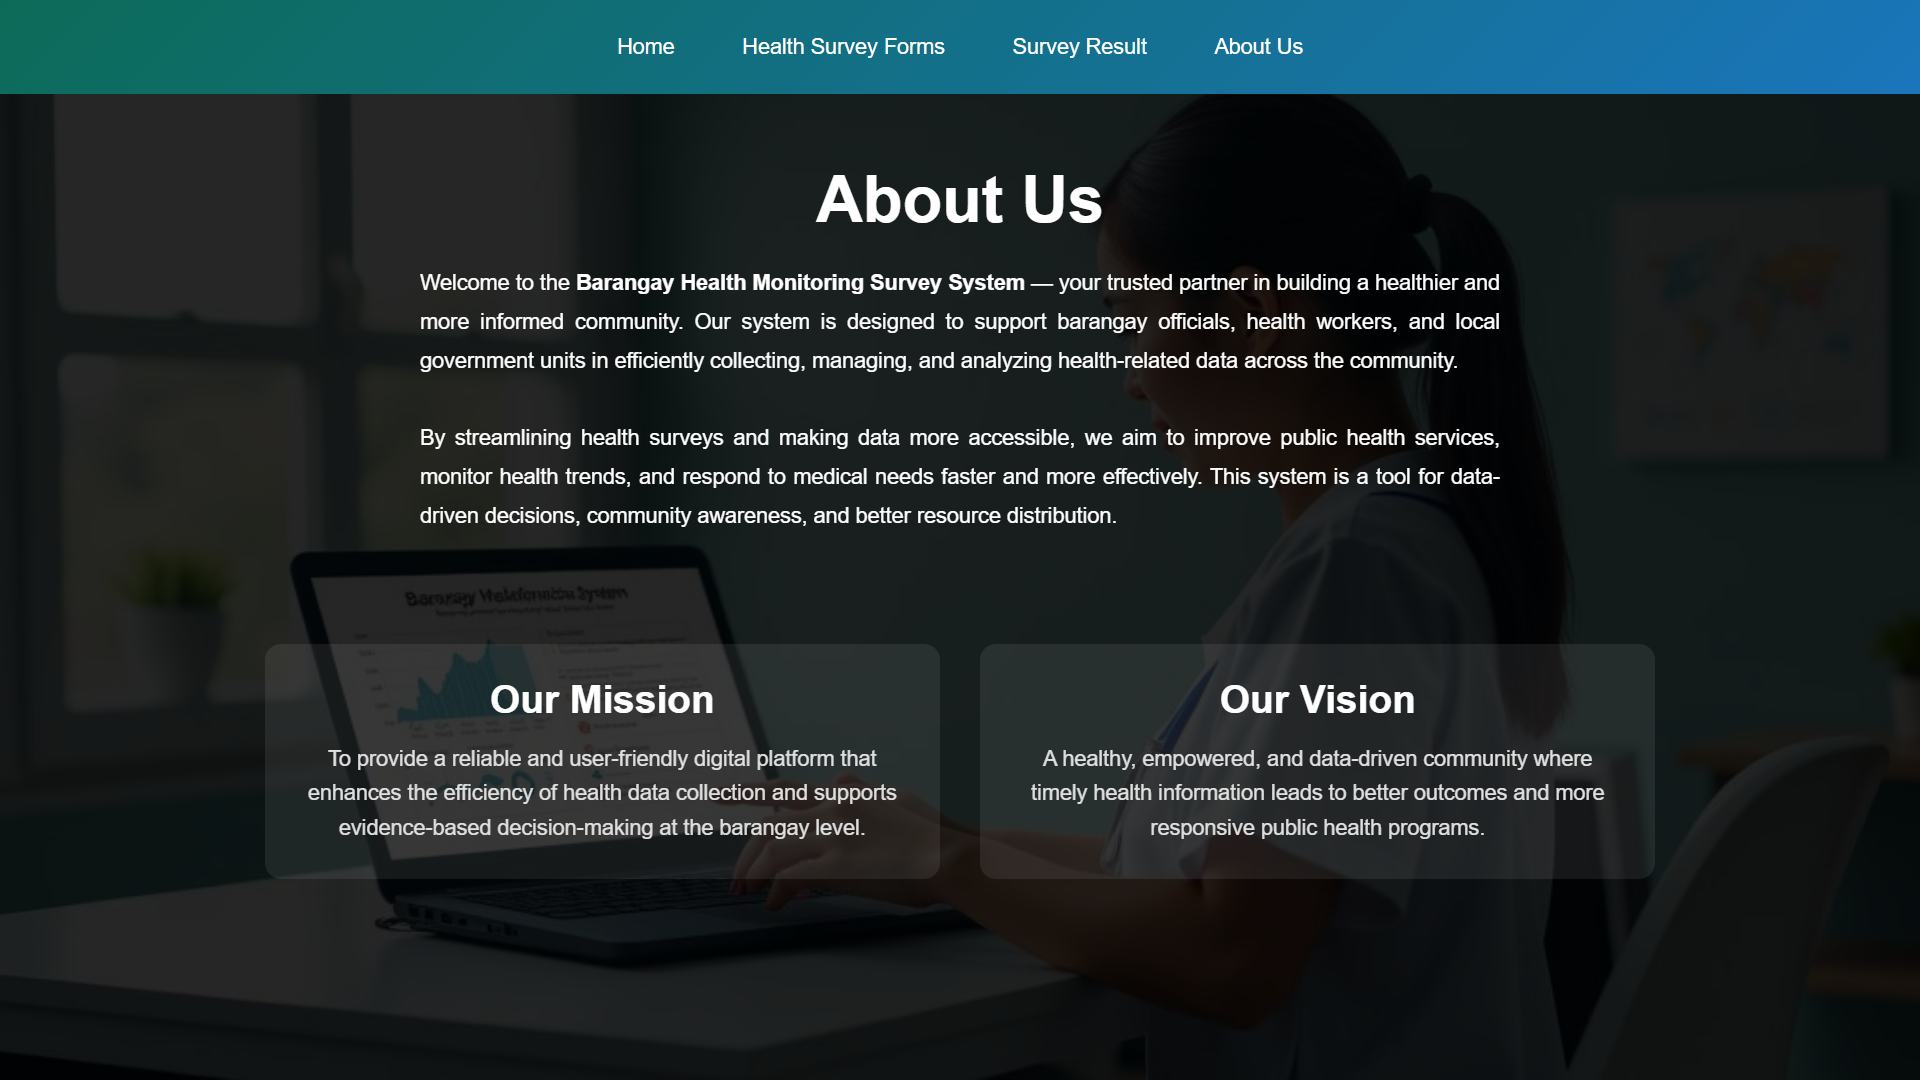 Home Health Survey Forms Survey Result About Us
About Us
Welcome to the Barangay Health Monitoring Survey System — your trusted partner in building a healthier and
more informed community. Our system is designed to support barangay officials, health workers, and local
government units in efficiently collecting, managing, and analyzing health-related data across the community.
By streamlining health surveys and making data more accessible, we aim to improve public health services,
monitor health trends, and respond to medical needs faster and more effectively. This system is a tool for data-
driven decisions, community awareness, and better resource distribution.
Our Mission
To provide a reliable and user-friendly digital platform that
enhances the efficiency of health data collection and supports
evidence-based decision-making at the barangay level.
Our Vision
A healthy, empowered, and data-driven community where
timely health information leads to better outcomes and more
responsive public health programs.